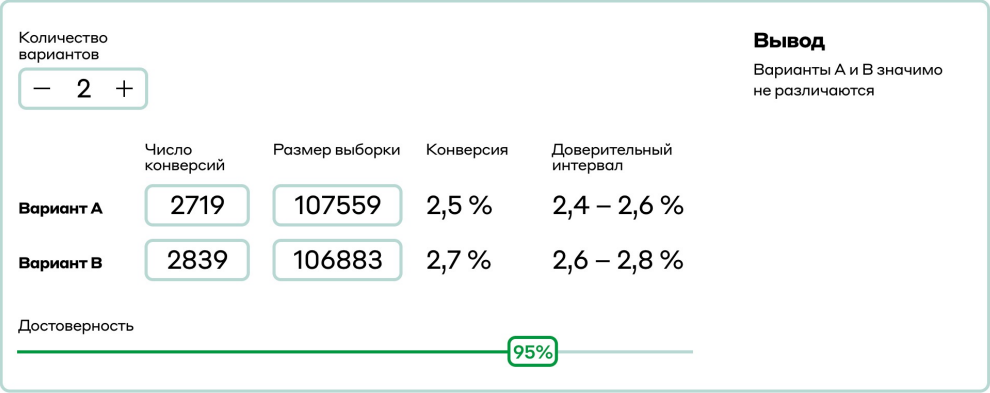 Количество
вариантов
− 2 +
Вывод
Варианты А и В значимо
не различаются
Число
конверсий
Размер выборки
Конверсия
Доверительный
интервал
Вариант А 2719 107559 2,5 % 2,4 – 2,6 %
Вариант В 2839 106883 2,7 % 2,6 – 2,8 %
Достоверность
95%